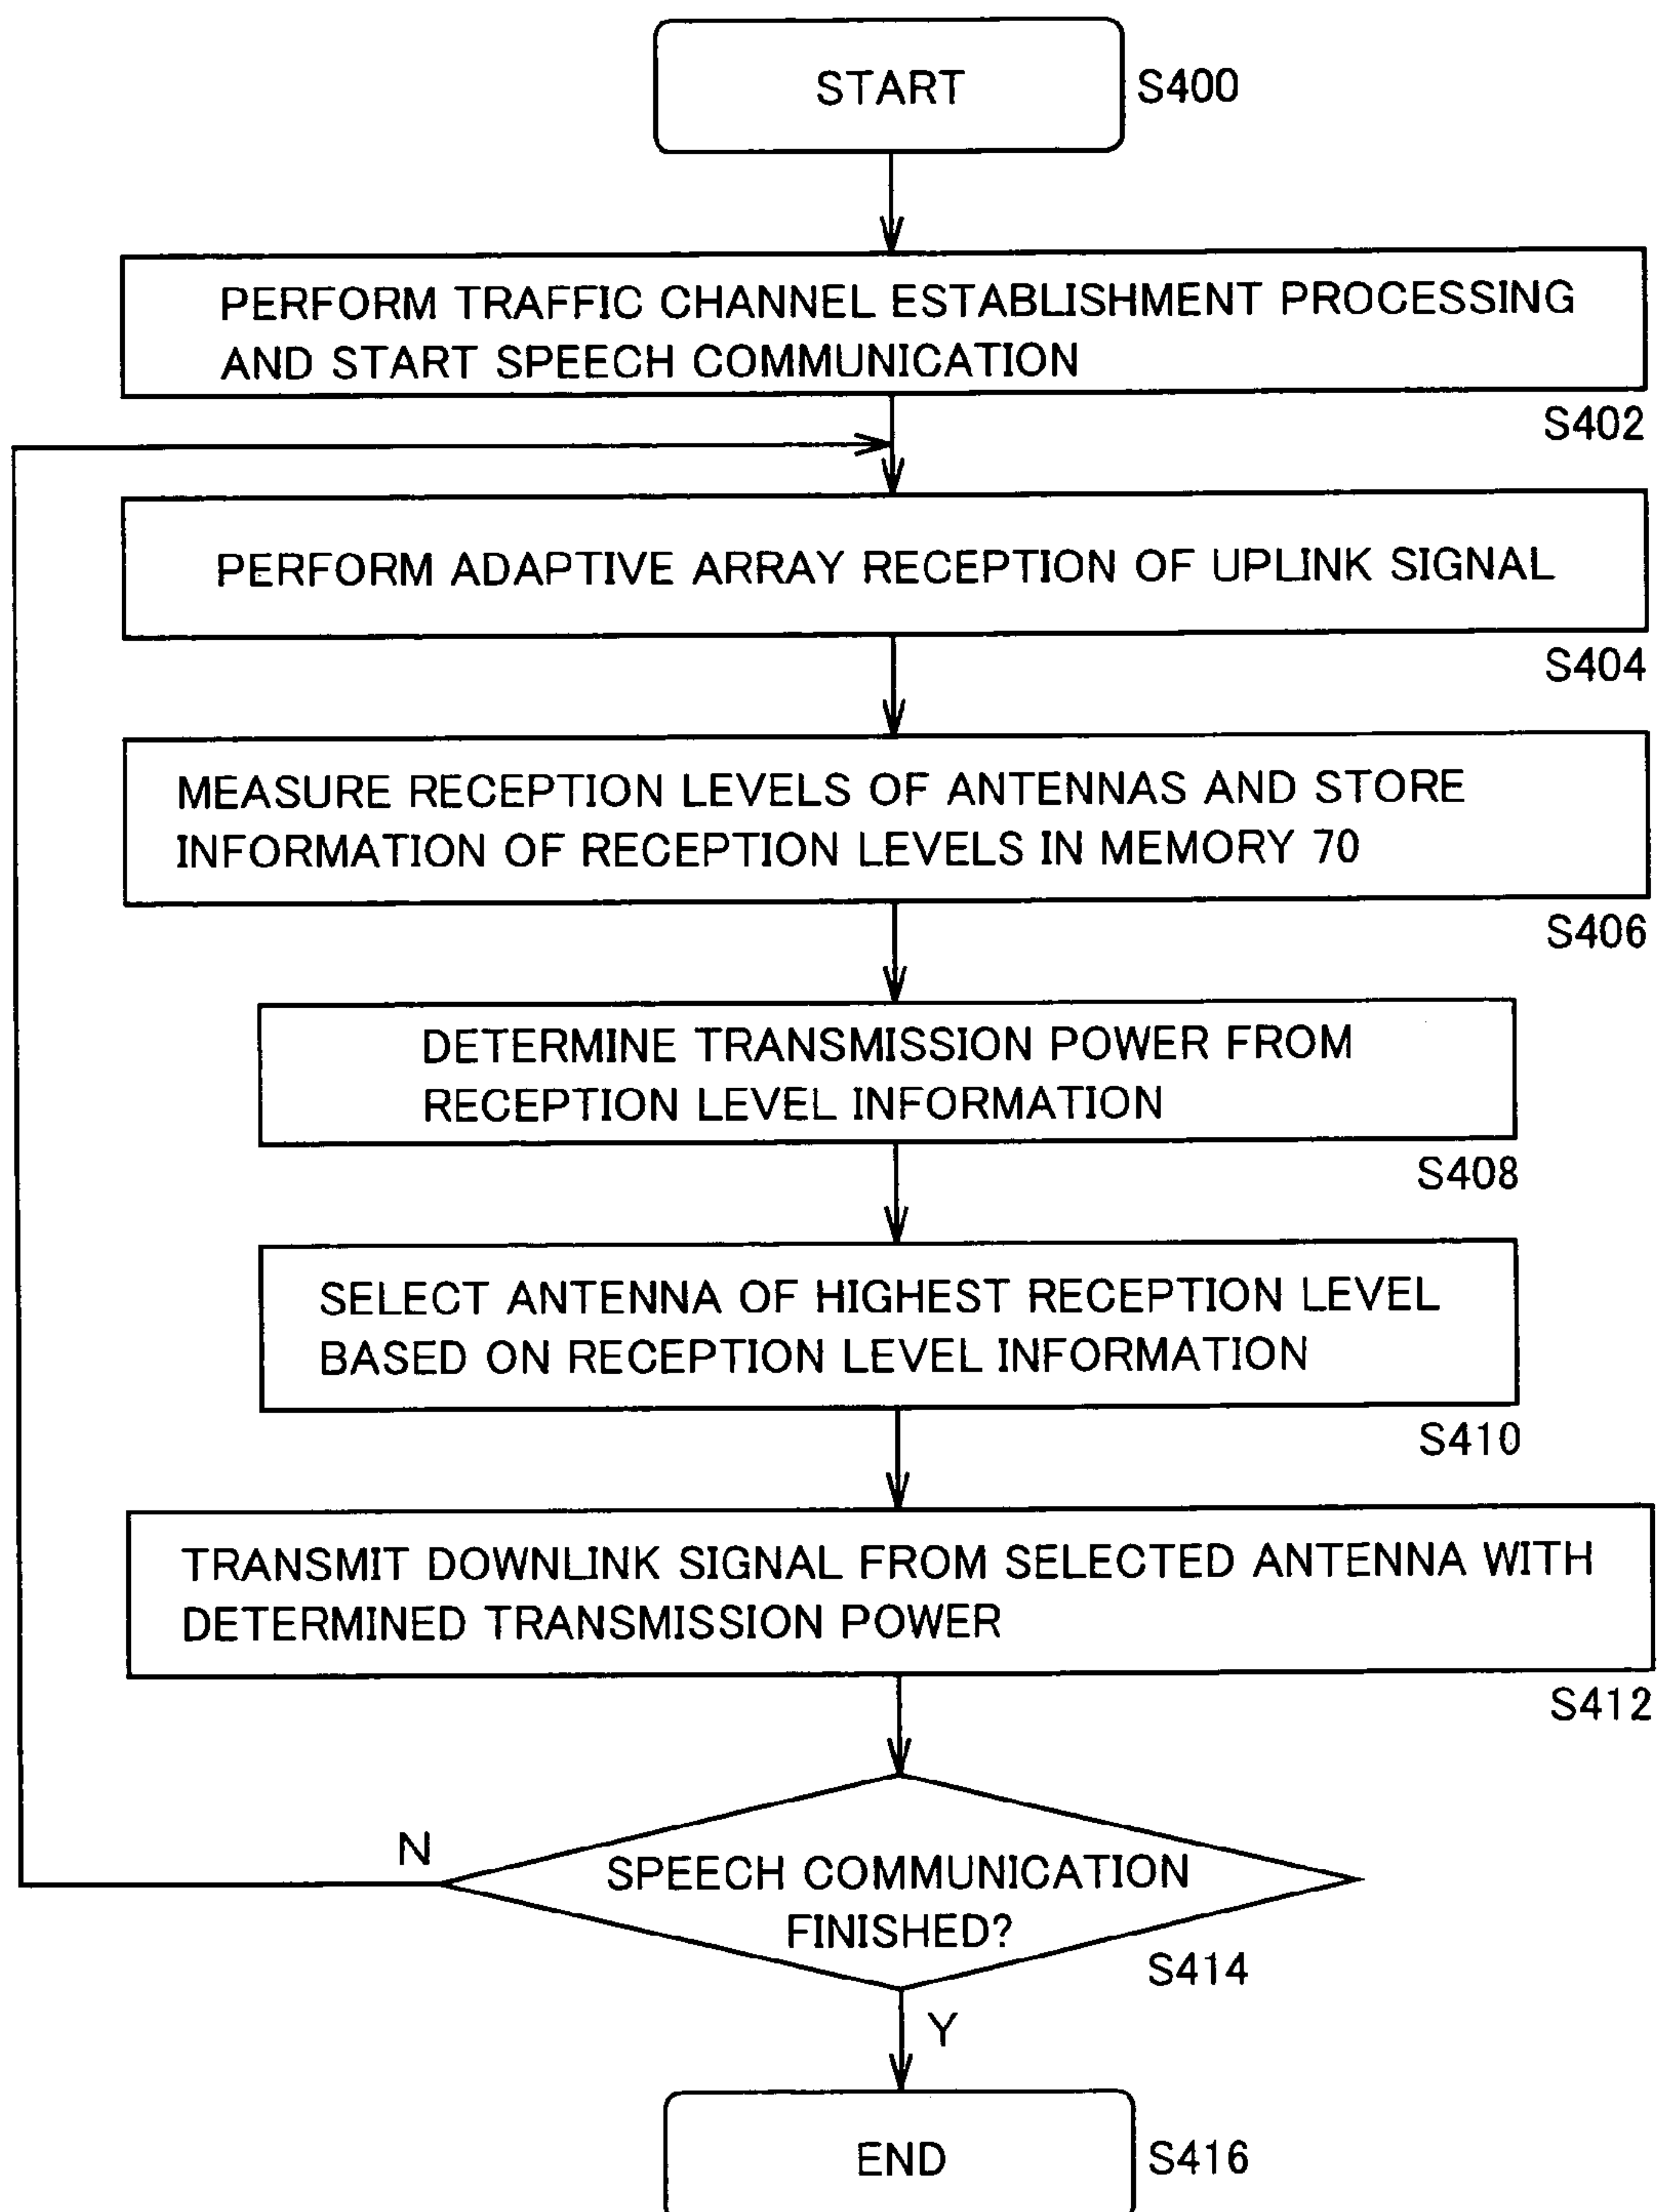 START
S400
PERFORM TRAFFIC CHANNEL ESTABLISHMENT PROCESSING
AND START SPEECH COMMUNICATION
S402
PERFORM ADAPTIVE ARRAY RECEPTION OF UPLINK SIGNAL
S404
MEASURE RECEPTION LEVELS OF ANTENNAS AND STORE
INFORMATION OF RECEPTION LEVELS IN MEMORY 70
S406
DETERMINE TRANSMISSION POWER FROM
RECEPTION LEVEL INFORMATION
S408
SELECT ANTENNA OF HIGHEST RECEPTION LEVEL
BASED ON RECEPTION LEVEL INFORMATION
S410
TRANSMIT DOWNLINK SIGNAL FROM SELECTED ANTENNA WITH
DETERMINED TRANSMISSION POWER
S412
N
SPEECH COMMUNICATION
FINISHED?
S414
Y
END
S416